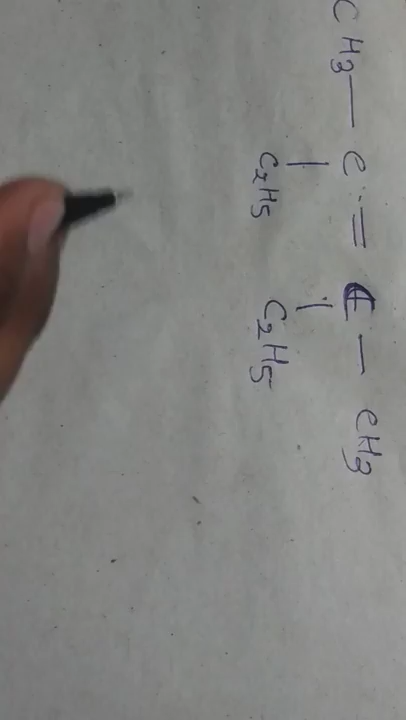 CH3 — C = C — CH3
| |
C2H5 C2H5